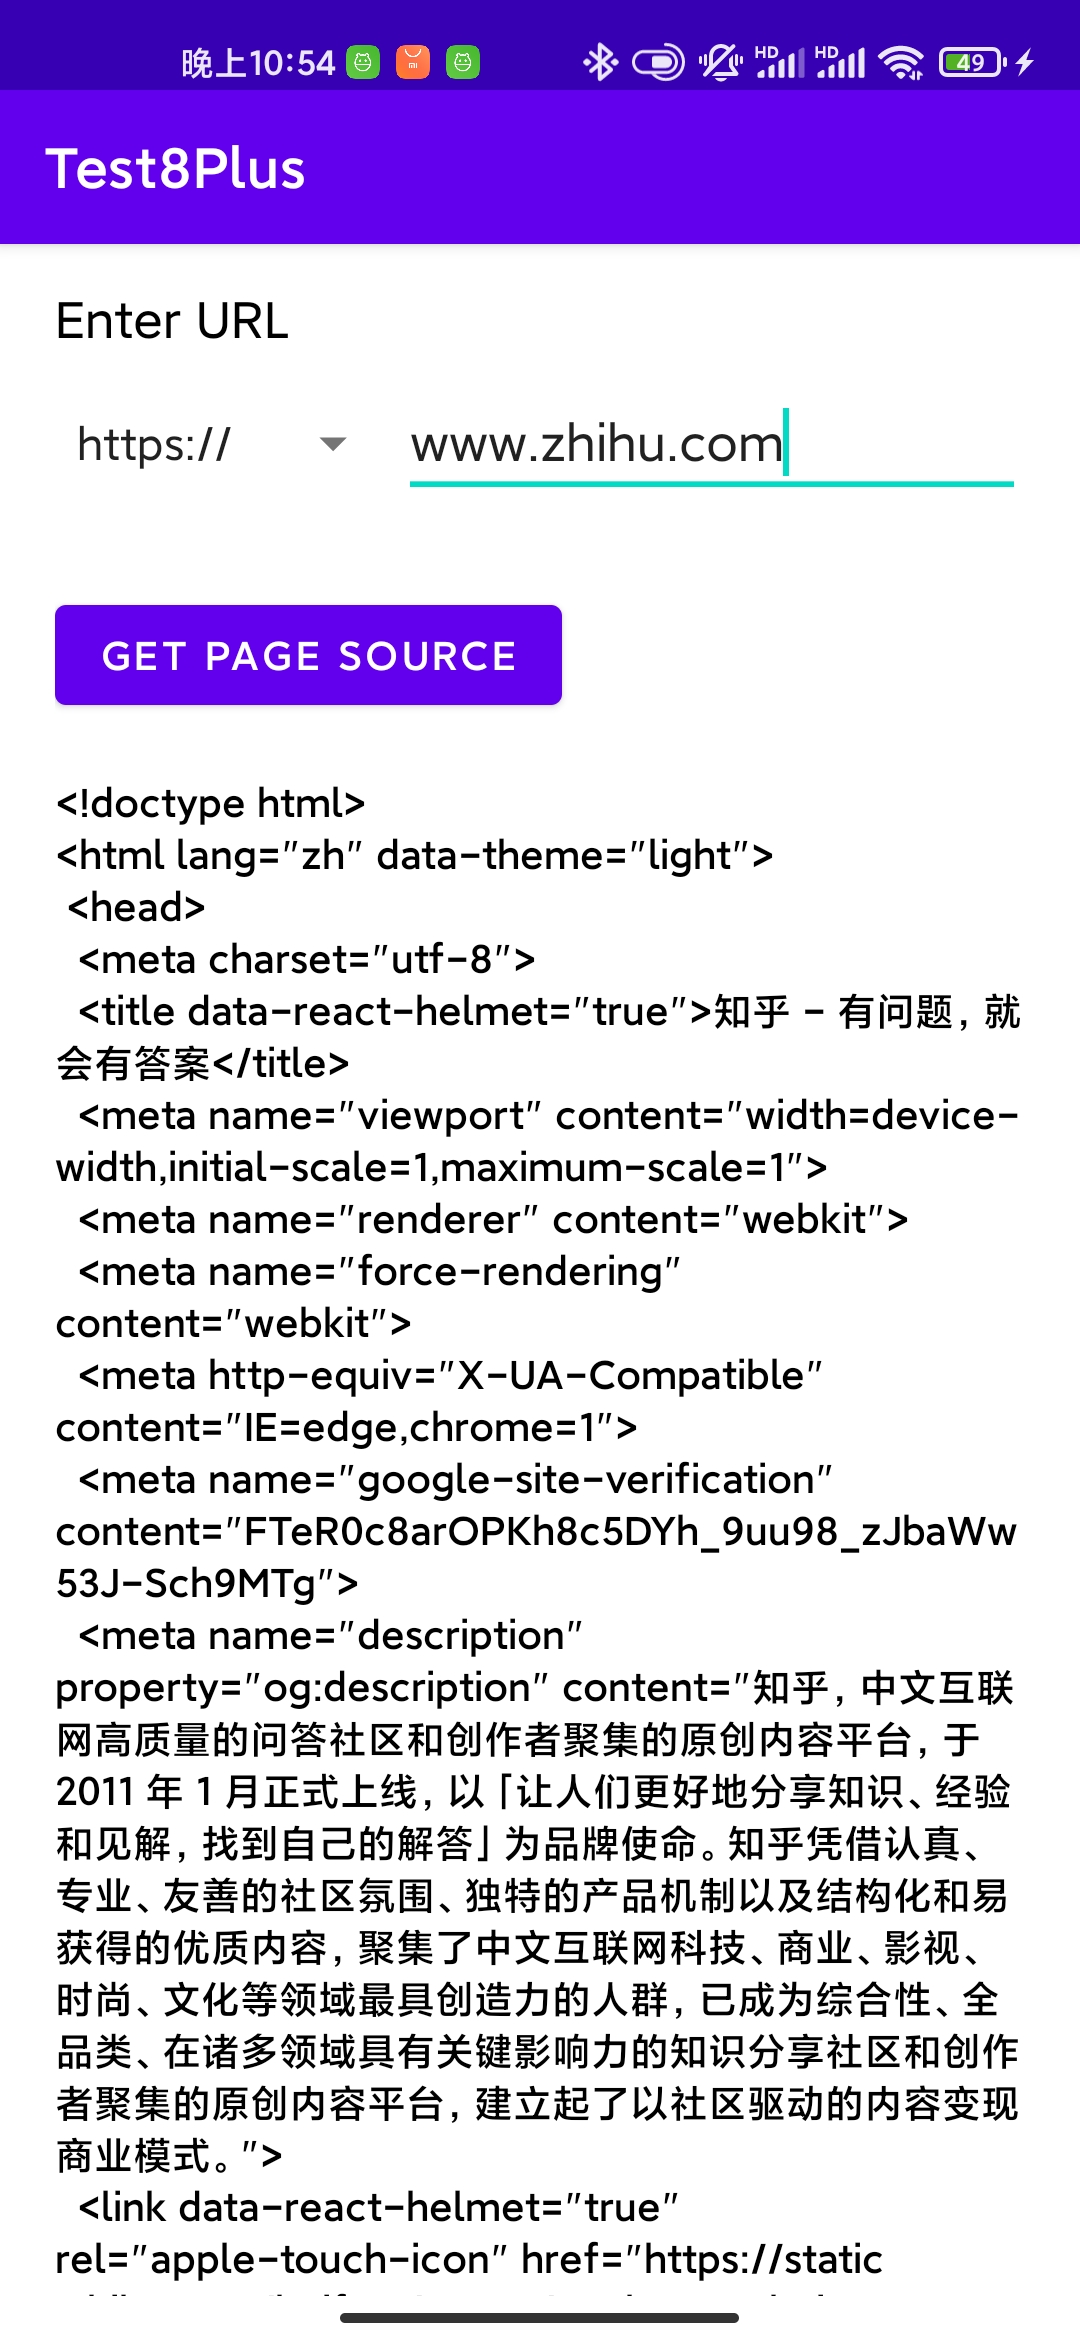 晚上10:54 HD HD 49
Test8Plus
Enter URL
https:// www.zhihu.com
GET PAGE SOURCE
<!doctype html>
<html lang="zh" data-theme="light">
<head>
<meta charset="utf-8">
<title data-react-helmet="true">知乎 - 有问题，就
会有答案</title>
<meta name="viewport" content="width=device-
width,initial-scale=1,maximum-scale=1">
<meta name="renderer" content="webkit">
<meta name="force-rendering"
content="webkit">
<meta http-equiv="X-UA-Compatible"
content="IE=edge,chrome=1">
<meta name="google-site-verification"
content="FTeR0c8arOPKh8c5DYh_9uu98_zJbaWw
53J-Sch9MTg">
<meta name="description"
property="og:description" content="知乎，中文互联
网高质量的问答社区和创作者聚集的原创内容平台，于
2011 年 1 月正式上线，以「让人们更好地分享知识、经验
和见解，找到自己的解答」为品牌使命。知乎凭借认真、
专业、友善的社区氛围、独特的产品机制以及结构化和易
获得的优质内容，聚集了中文互联网科技、商业、影视、
时尚、文化等领域最具创造力的人群，已成为综合性、全
品类、在诸多领域具有关键影响力的知识分享社区和创作
者聚集的原创内容平台，建立起了以社区驱动的内容变现
商业模式。">
<link data-react-helmet="true"
rel="apple-touch-icon" href="https://static